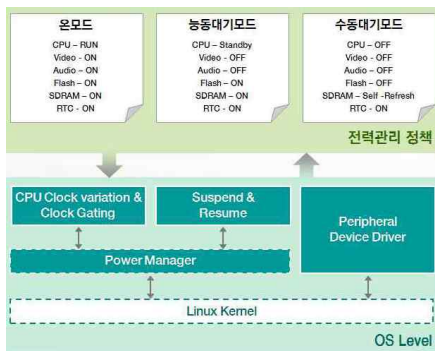 온모드
CPU – RUN
Video - ON
Audio – ON
Flash – ON
SDRAM – ON
RTC - ON
능동대기모드
CPU – Standby
Video - OFF
Audio – OFF
Flash – OFF
SDRAM – ON
RTC - ON
수동대기모드
CPU – OFF
Video - OFF
Audio – OFF
Flash – OFF
SDRAM – Self -Refresh
RTC - ON
전력관리 정책
CPU Clock variation &
Clock Gating
Suspend &
Resume
Peripheral
Device Driver
Power Manager
Linux Kernel
OS Level